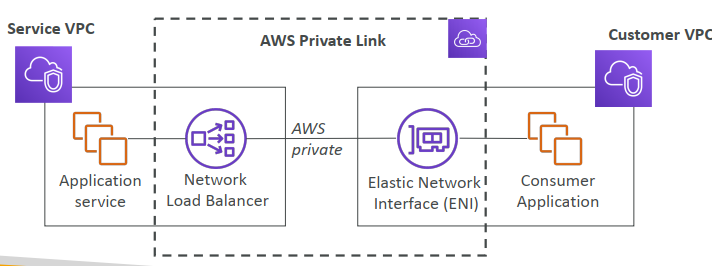 Service VPC
Customer VPC
AWS Private Link
AWS
private
Application
service
Network
Load Balancer
Elastic Network
Interface (ENI)
Consumer
Application